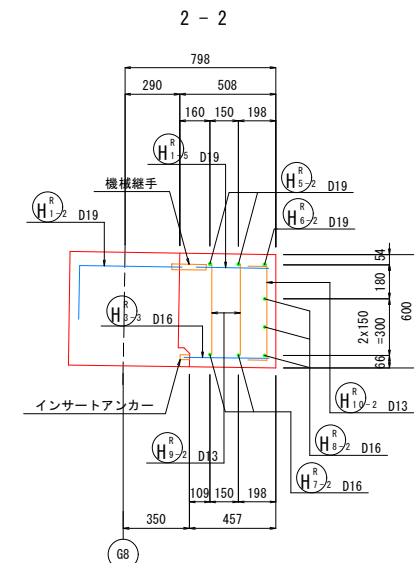 2 - 2
798
290 508
160 150 198
H R 1-5 D19
機械継手
H R 5-2 D19
H R 1-2 D19
H R 6-2 D19
54
180
2x150 =300
600
66
H R 3-3 D16
インサートアンカー
H R 10-2 D13
H R 9-2 D13
H R 8-2 D16
H R 7-2 D16
109 150 198
350 457
G8